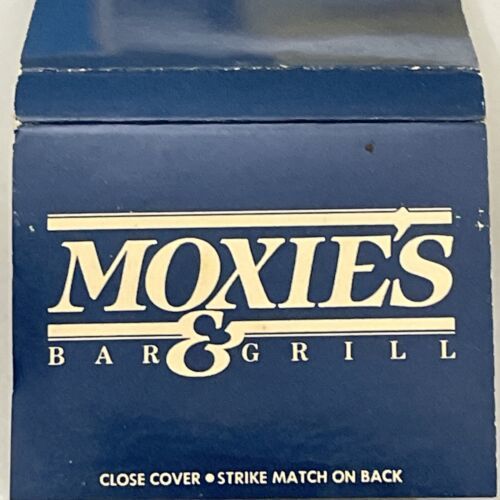 MOXIE'S
BAR & GRILL
CLOSE COVER • STRIKE MATCH ON BACK